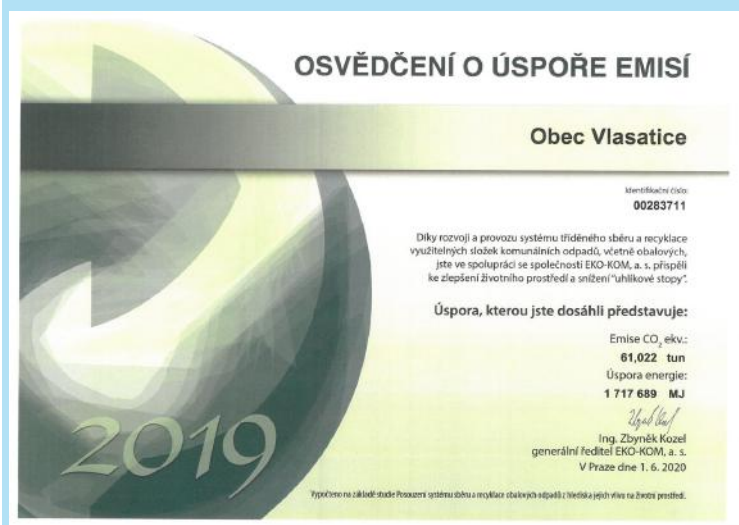 OSVĚDČENÍ O ÚSPOŘE EMISÍ
Obec Vlasatice
Identifikační číslo:
00283711
Díky rozvoji a provozu systému tříděného sběru a recyklace
využitelných složek komunálních odpadů, včetně obalových,
jste ve spolupráci se společností EKO-KOM, a. s. přispěli
ke zlepšení životního prostředí a snížení "uhlíkové stopy".
Úspora, kterou jste dosáhli představuje:
Emise CO₂ ekv.:
61,022 tun
Úspora energie:
1 717 689 MJ
Ing. Zbyněk Kozel
generální ředitel EKO-KOM, a. s.
V Praze dne 1. 6. 2020
2019
Vypočteno na základě studie Posouzení systému sběru a recyklace obalových odpadů z hlediska jejich vlivu na životní prostředí.